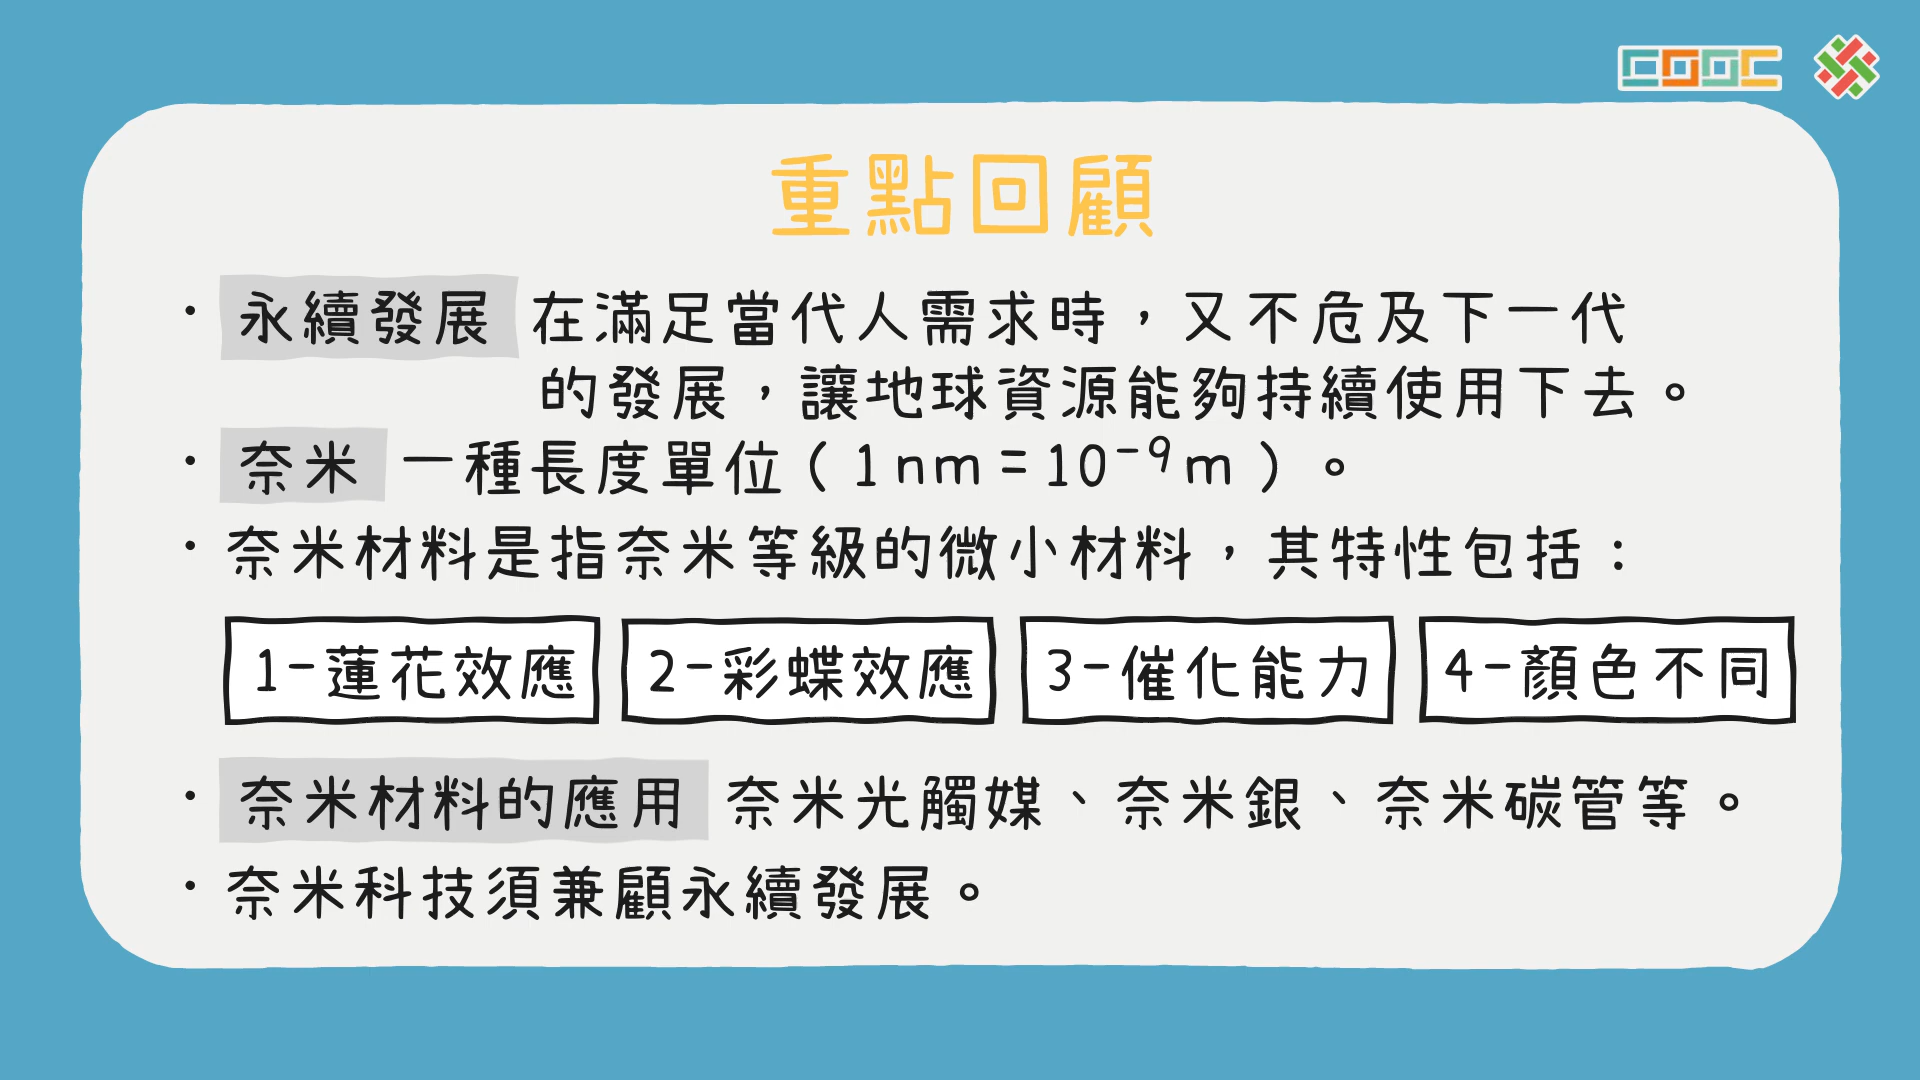 COOC
重點回顧
· 永續發展 在滿足當代人需求時，又不危及下一代
的發展，讓地球資源能夠持續使用下去。
· 奈米 一種長度單位（1nm=10⁻⁹m）。
· 奈米材料是指奈米等級的微小材料，其特性包括：
1-蓮花效應 2-彩蝶效應 3-催化能力 4-顏色不同
· 奈米材料的應用 奈米光觸媒、奈米銀、奈米碳管等。
· 奈米科技須兼顧永續發展。